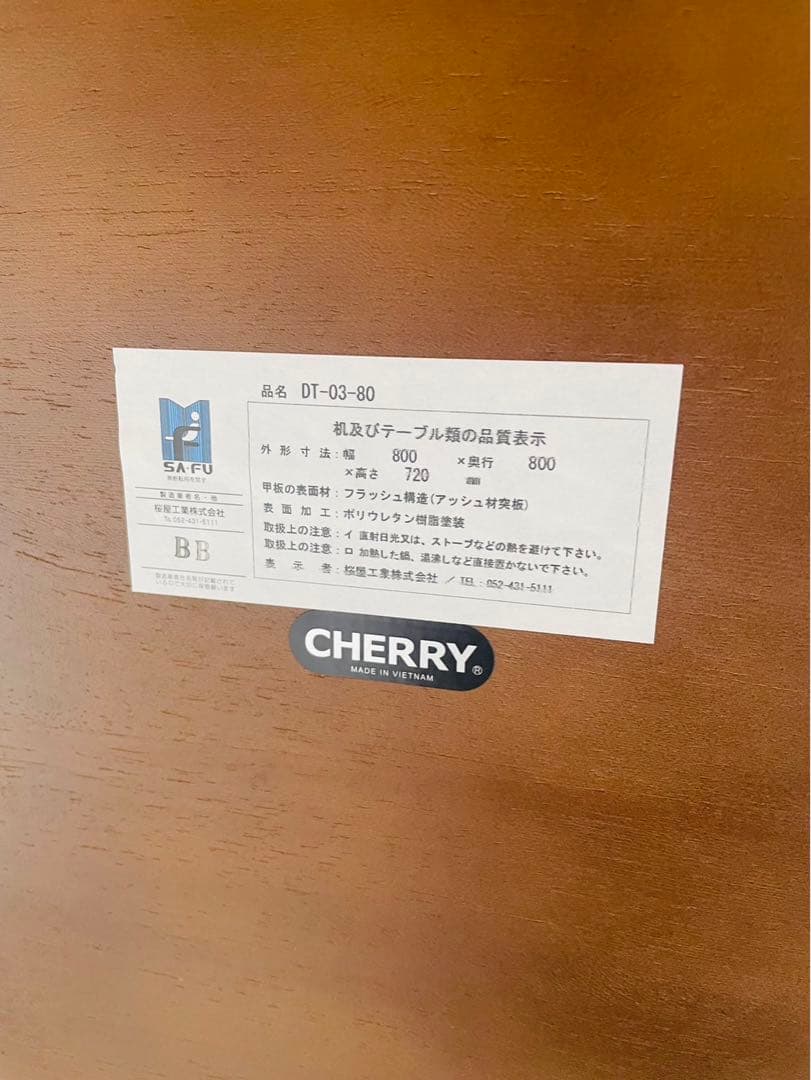 品名 DT-03-80
机及びテーブル類の品質表示
外形寸法:幅 800 ×奥行 800
×高さ 720 ㎜
甲板の表面材:フラッシュ構造(アッシュ材突板)
表面加工:ポリウレタン樹脂塗装
取扱上の注意:イ 直射日光又は、ストーブなどの熱を避けて下さい。
取扱上の注意:ロ 加熱した鍋、湯沸しなど直接置かないで下さい。
表示者:桜屋工業株式会社 / TEL:052-431-5111
SA・FU
製造業者名・他
桜屋工業株式会社
TEL 052-431-5111
BB
CHERRY®
MADE IN VIETNAM